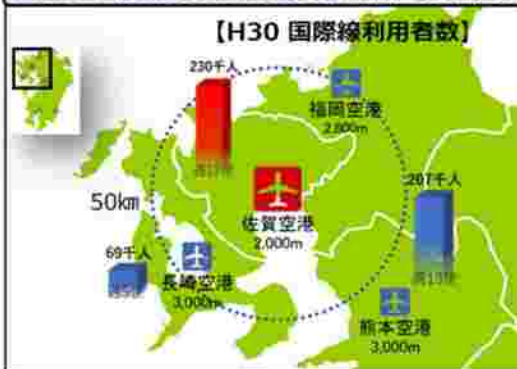 【H30 国際線利用者数】
230千人
福岡空港
2,800m
207千人
50km
佐賀空港
2,000m
69千人
長崎空港
3,000m
熊本空港
3,000m